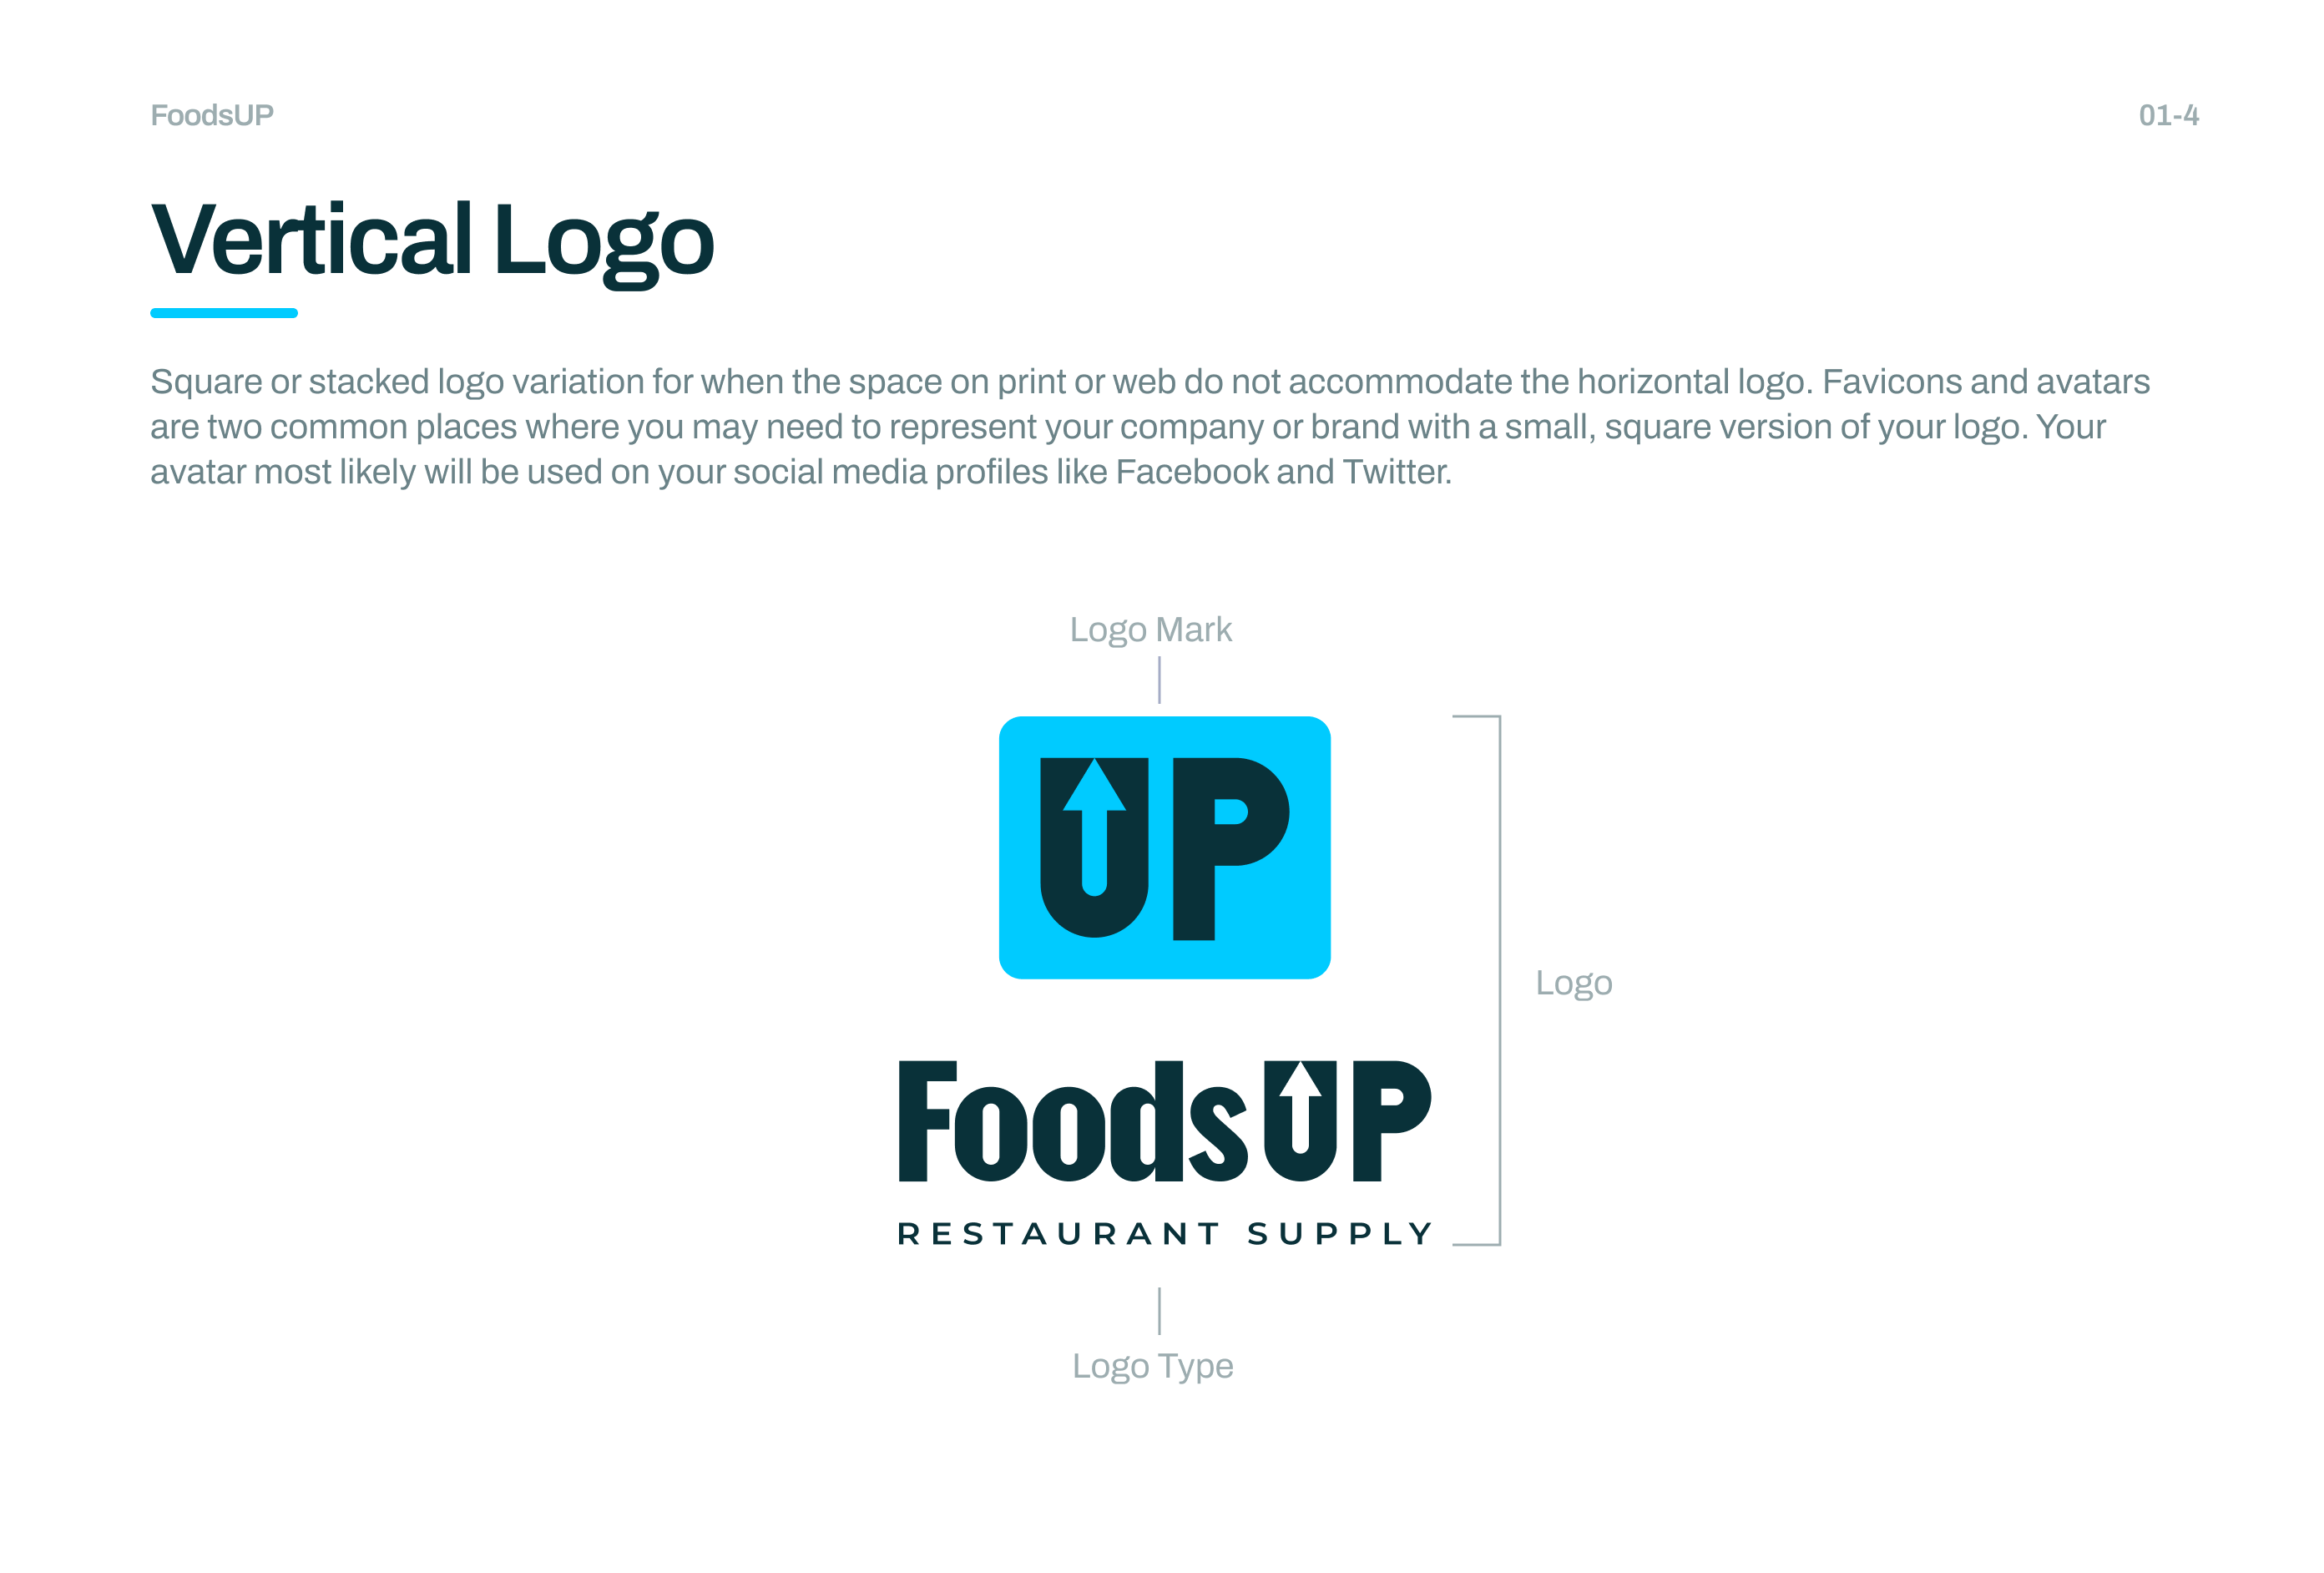 FoodsUP
01-4
Vertical Logo
Square or stacked logo variation for when the space on print or web do not accommodate the horizontal logo. Favicons and avatars
are two common places where you may need to represent your company or brand with a small, square version of your logo. Your
avatar most likely will be used on your social media profiles like Facebook and Twitter.
Logo Mark
UP
Logo
FoodsUP
RESTAURANT SUPPLY
Logo Type